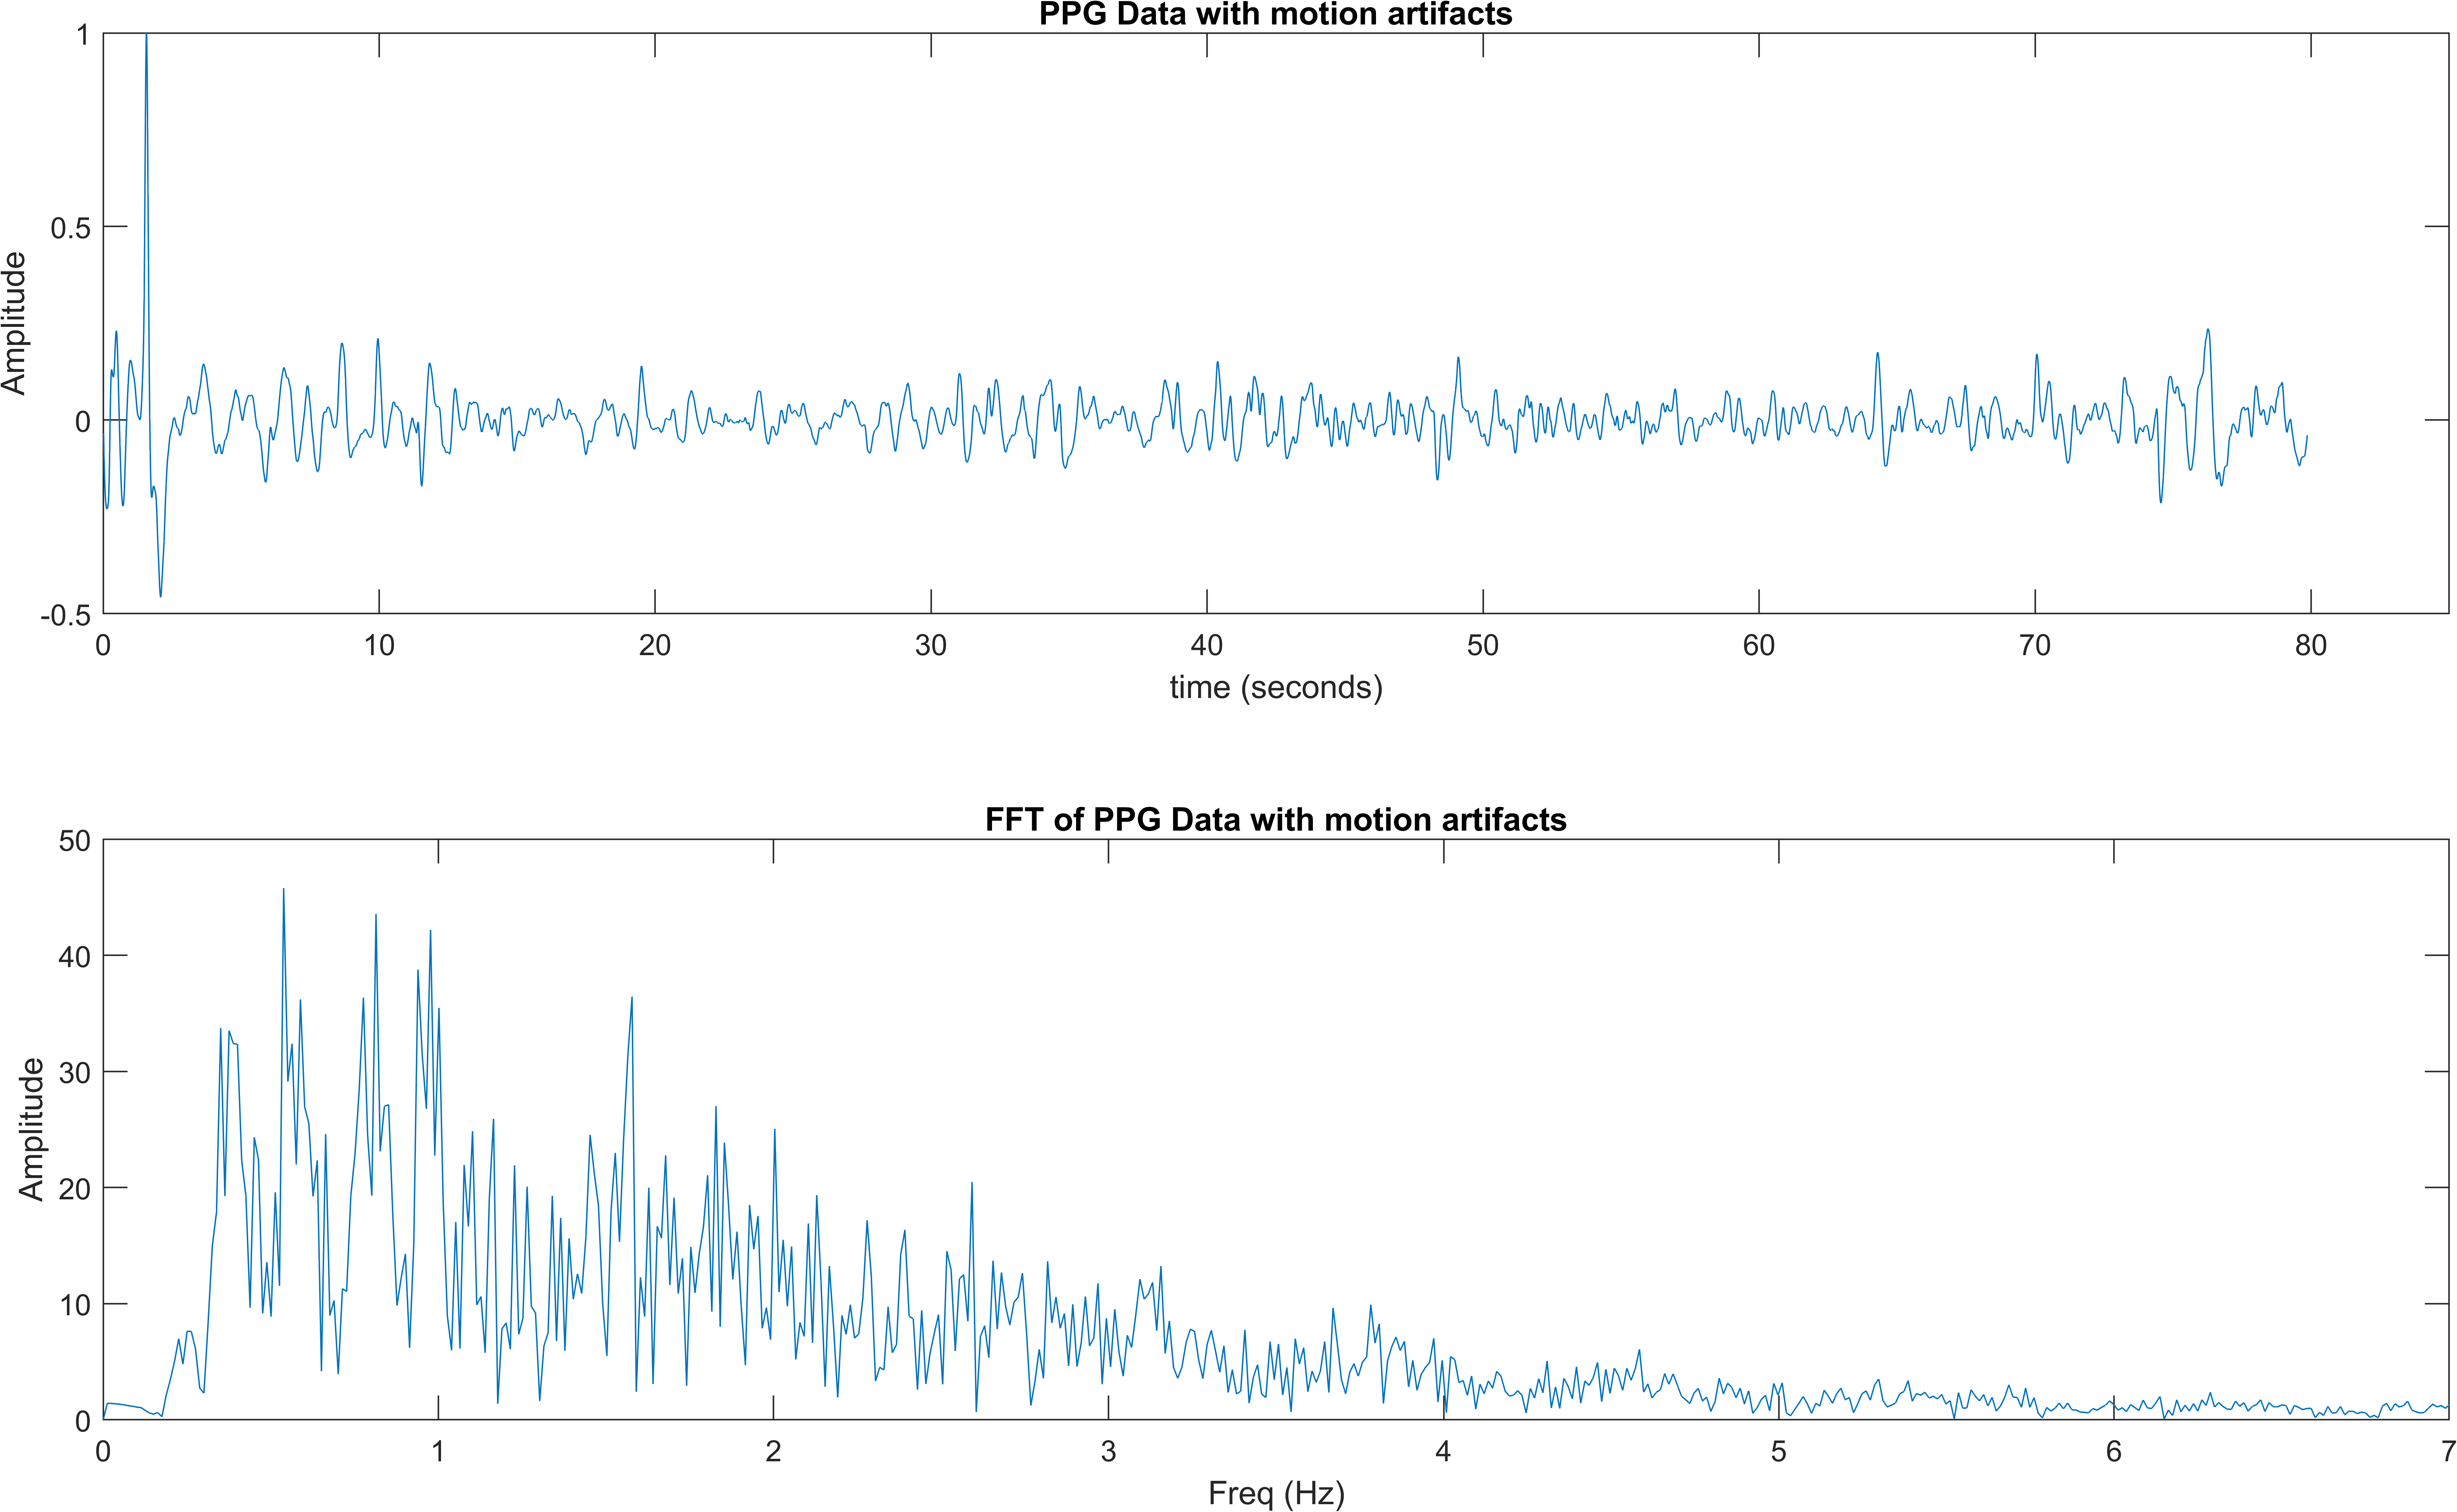 PPG Data with motion artifacts
1
0.5
0
-0.5
Amplitude
0 10 20 30 40 50 60 70 80
time (seconds)
FFT of PPG Data with motion artifacts
50
40
30
20
10
0
Amplitude
0 1 2 3 4 5 6 7
Freq (Hz)